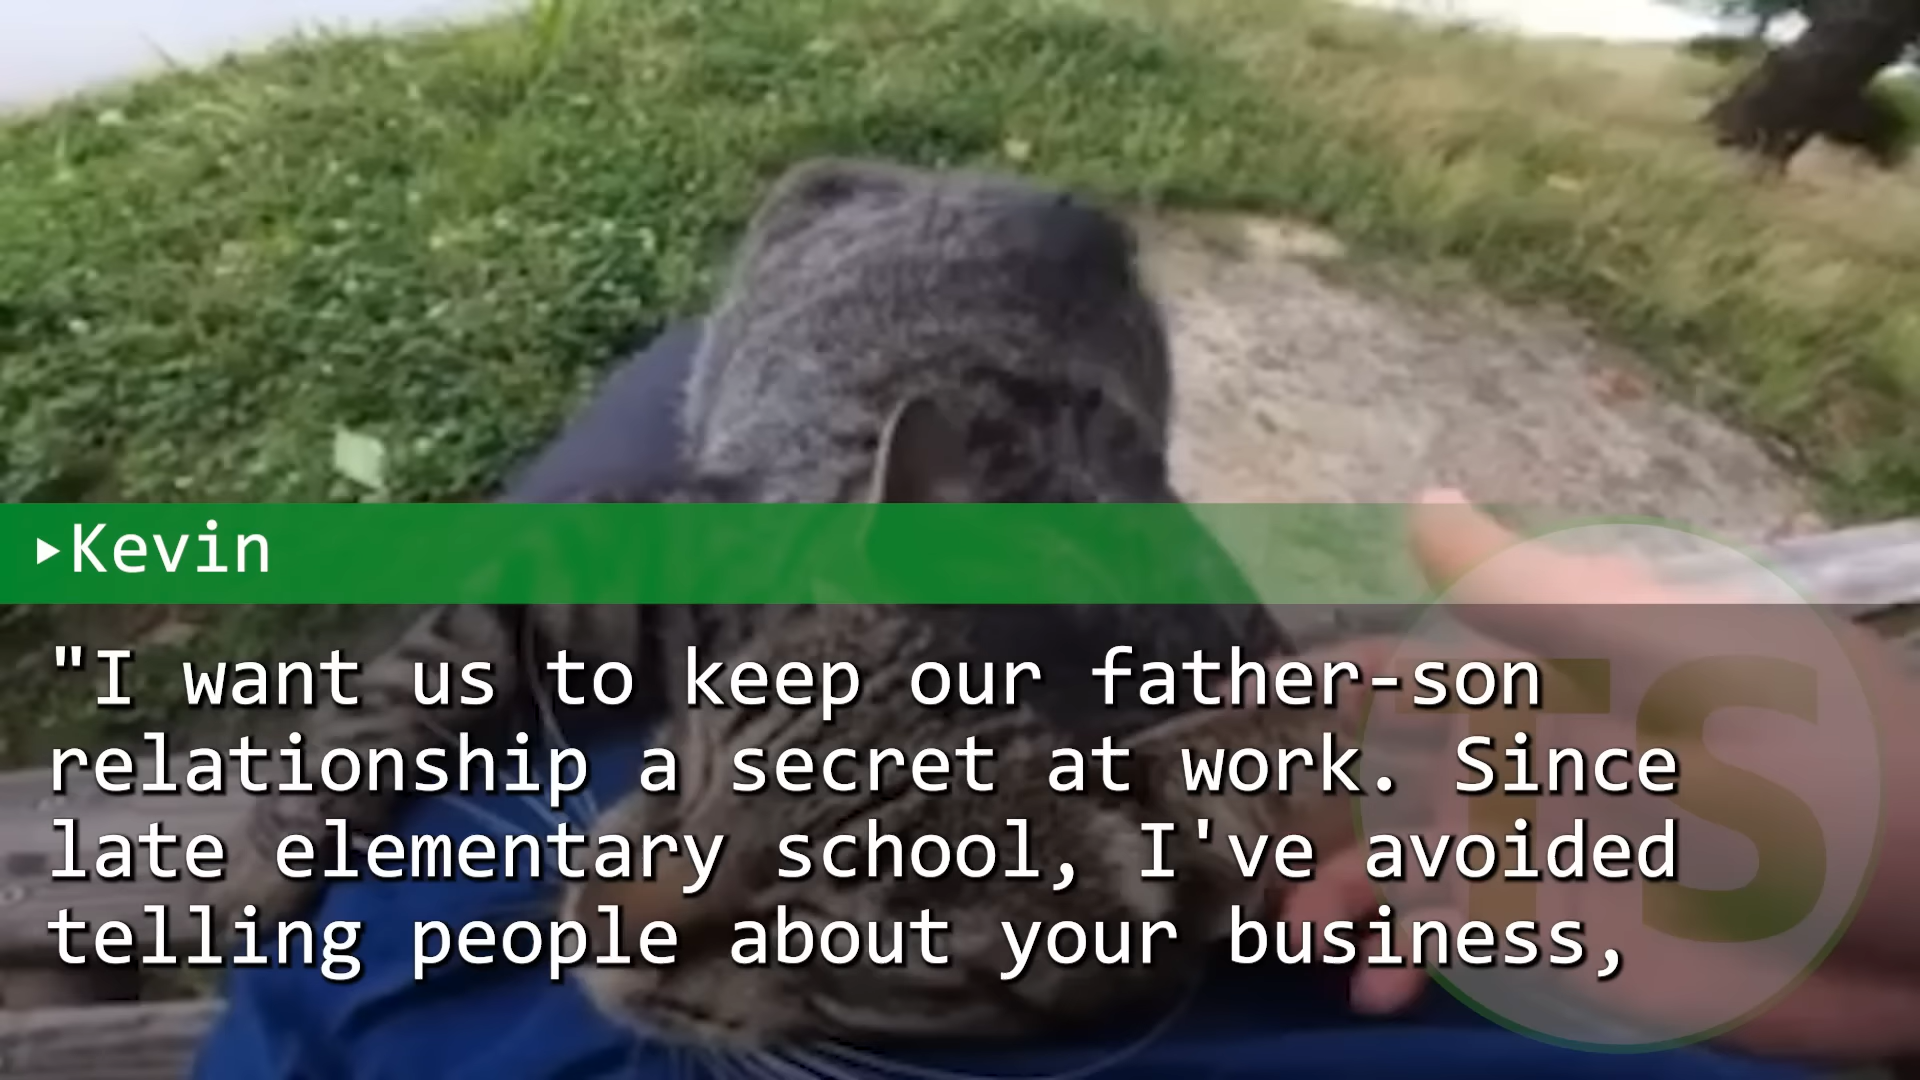 ▶Kevin
"I want us to keep our father-son
relationship a secret at work. Since
late elementary school, I've avoided
telling people about your business,
TS